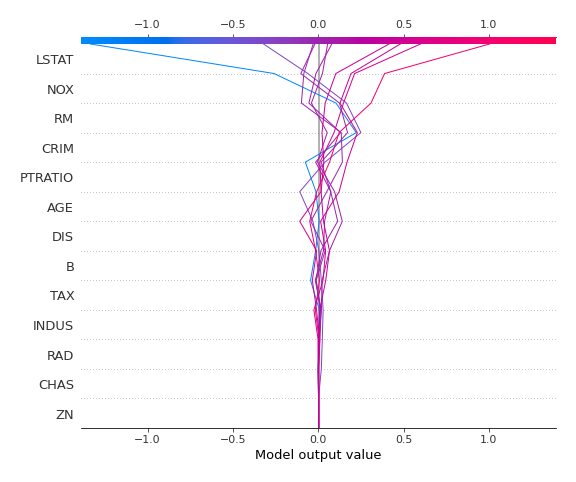 −1.0 −0.5 0.0 0.5 1.0
LSTAT
NOX
RM
CRIM
PTRATIO
AGE
DIS
B
TAX
INDUS
RAD
CHAS
ZN
−1.0 −0.5 0.0 0.5 1.0
Model output value